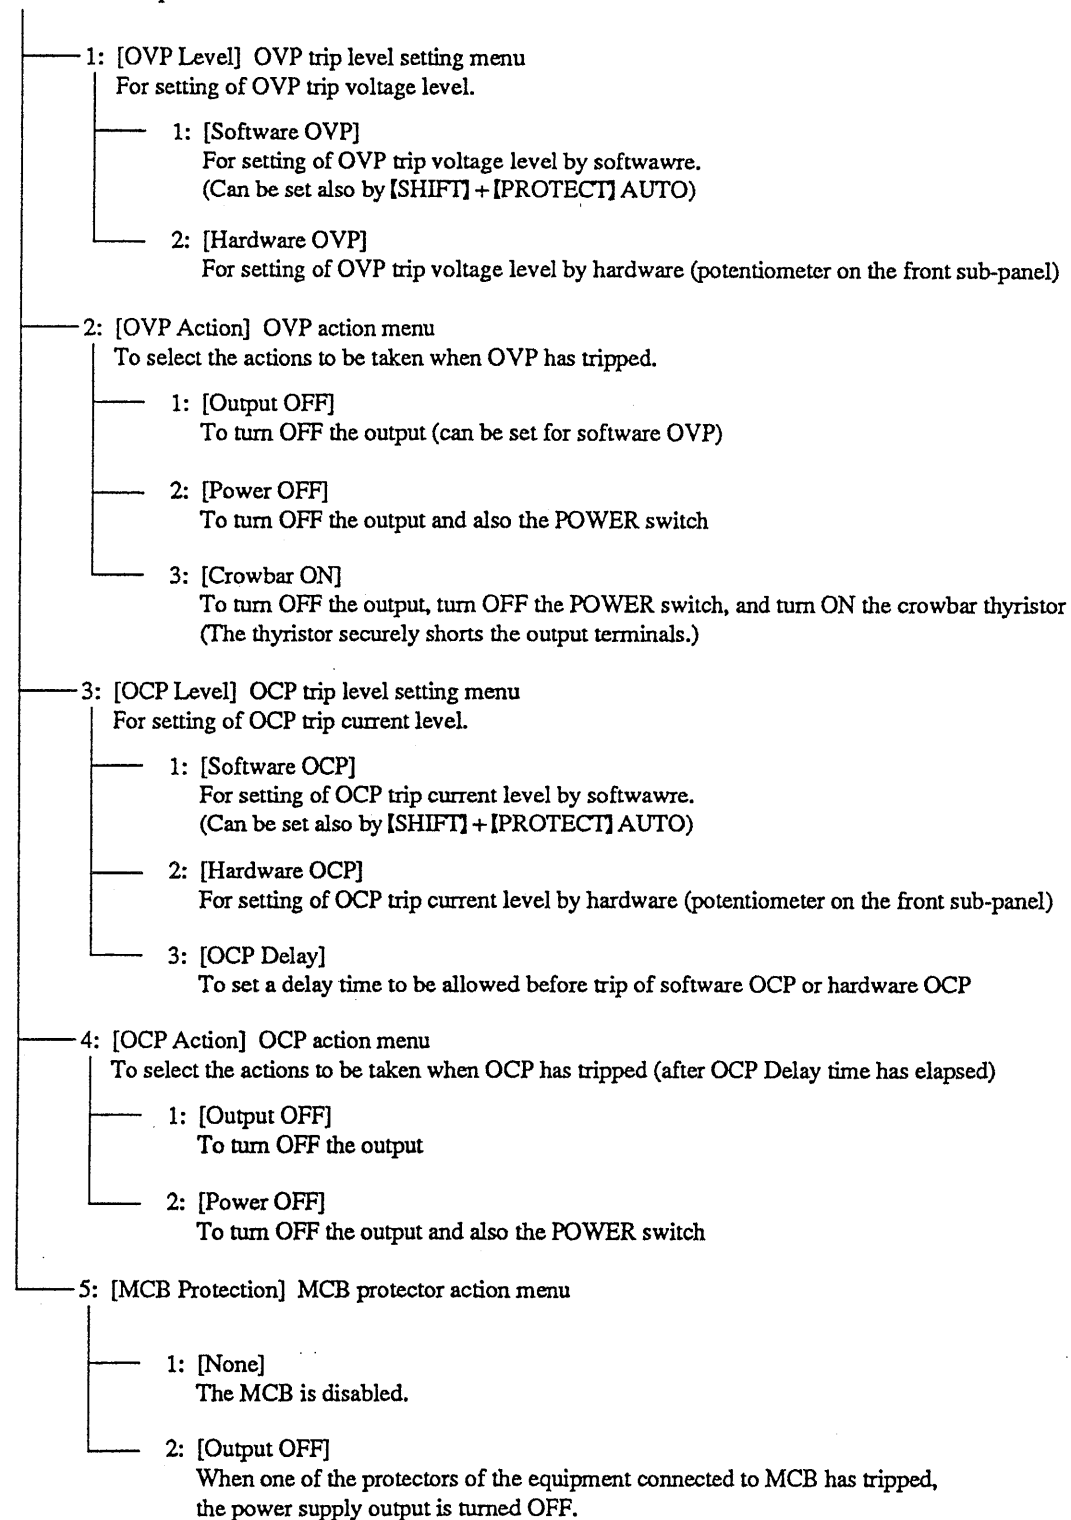 1: [OVP Level] OVP trip level setting menu
For setting of OVP trip voltage level.
1: [Software OVP]
For setting of OVP trip voltage level by softwawre.
(Can be set also by [SHIFT] + [PROTECT] AUTO)
2: [Hardware OVP]
For setting of OVP trip voltage level by hardware (potentiometer on the front sub-panel)
2: [OVP Action] OVP action menu
To select the actions to be taken when OVP has tripped.
1: [Output OFF]
To turn OFF the output (can be set for software OVP)
2: [Power OFF]
To turn OFF the output and also the POWER switch
3: [Crowbar ON]
To turn OFF the output, turn OFF the POWER switch, and turn ON the crowbar thyristor
(The thyristor securely shorts the output terminals.)
3: [OCP Level] OCP trip level setting menu
For setting of OCP trip current level.
1: [Software OCP]
For setting of OCP trip current level by softwawre.
(Can be set also by [SHIFT] + [PROTECT] AUTO)
2: [Hardware OCP]
For setting of OCP trip current level by hardware (potentiometer on the front sub-panel)
3: [OCP Delay]
To set a delay time to be allowed before trip of software OCP or hardware OCP
4: [OCP Action] OCP action menu
To select the actions to be taken when OCP has tripped (after OCP Delay time has elapsed)
1: [Output OFF]
To turn OFF the output
2: [Power OFF]
To turn OFF the output and also the POWER switch
5: [MCB Protection] MCB protector action menu
1: [None]
The MCB is disabled.
2: [Output OFF]
When one of the protectors of the equipment connected to MCB has tripped,
the power supply output is turned OFF.